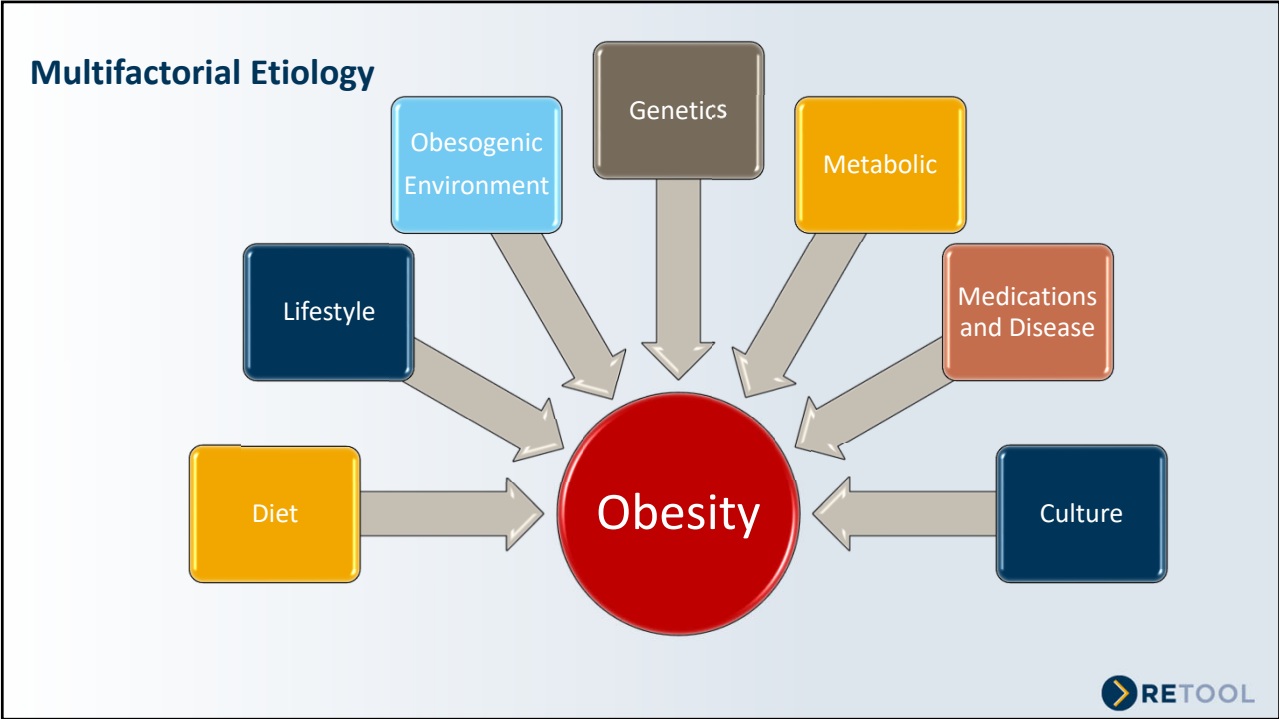 Multifactorial Etiology
Genetics
Obesogenic
Environment
Metabolic
Lifestyle
Medications
and Disease
Diet
Obesity
Culture
RETOOL